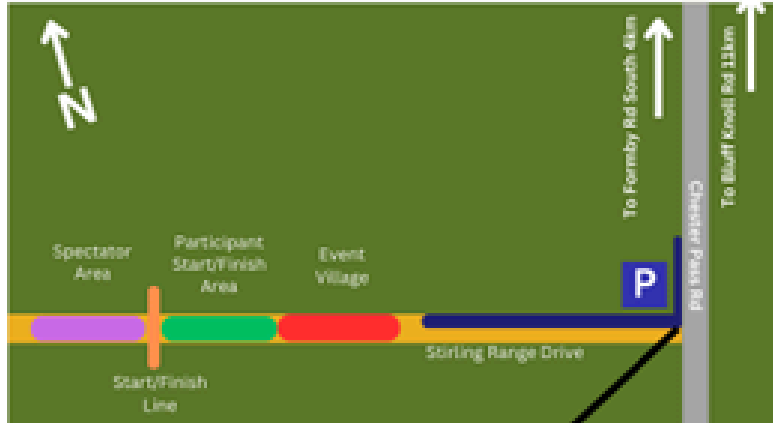 N
To Formby Rd South 4km
To Bluff Knoll Rd 11km
Chester Pass Rd
Spectator
Area
Participant
Start/Finish
Area
Event
Village
P
Stirling Range Drive
Start/Finish
Line